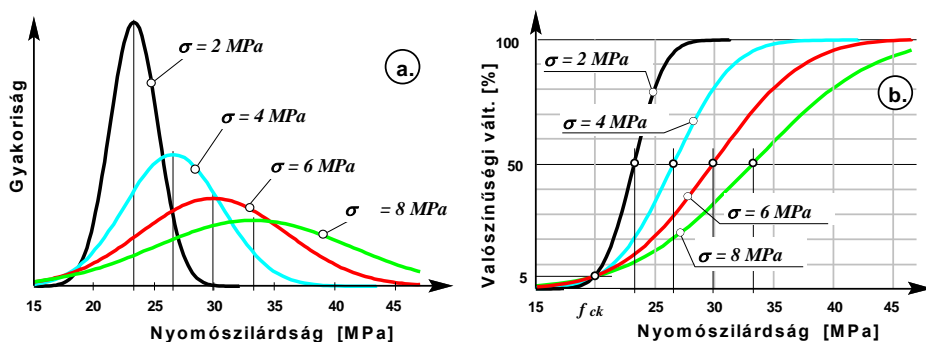 Gyakoriság
σ = 2 MPa
σ = 4 MPa
σ = 6 MPa
σ = 8 MPa
a.
15 20 25 30 35 40 45
Nyomószilárdság [MPa]
Valószínűségi vált. [%]
100
50
5
σ = 2 MPa
σ = 4 MPa
σ = 6 MPa
σ = 8 MPa
b.
15 25 30 35 40 45
f ck
Nyomószilárdság [MPa]